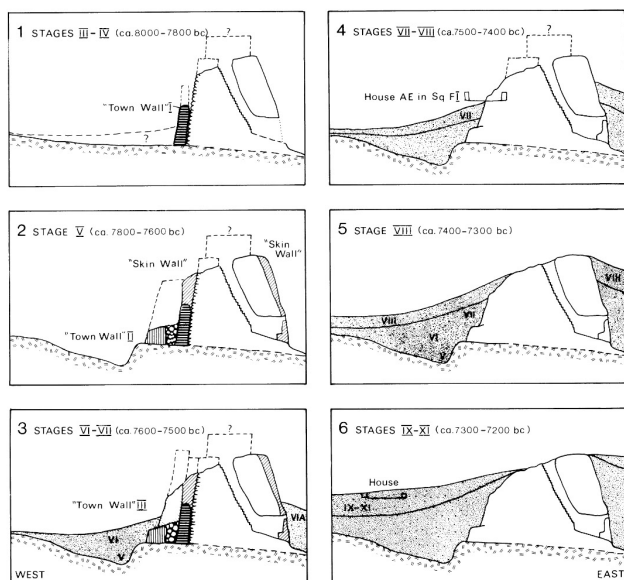 1 STAGES III-IV (ca. 8000-7800 bc)
?
"Town Wall" I
?
2 STAGE V (ca. 7800-7600 bc)
?
"Skin Wall"
"Skin Wall"
"Town Wall" II
3 STAGES VI-VII (ca. 7600-7500 bc)
?
"Town Wall" III
VI
V
VIA
WEST
4 STAGES VII-VIII (ca. 7500-7400 bc)
?
House AE in Sq FI
VII
5 STAGE VIII (ca. 7400-7300 bc)
VIII
VII
VI
V
VIII
6 STAGES IX-XI (ca. 7300-7200 bc)
House
IX-XI
EAST